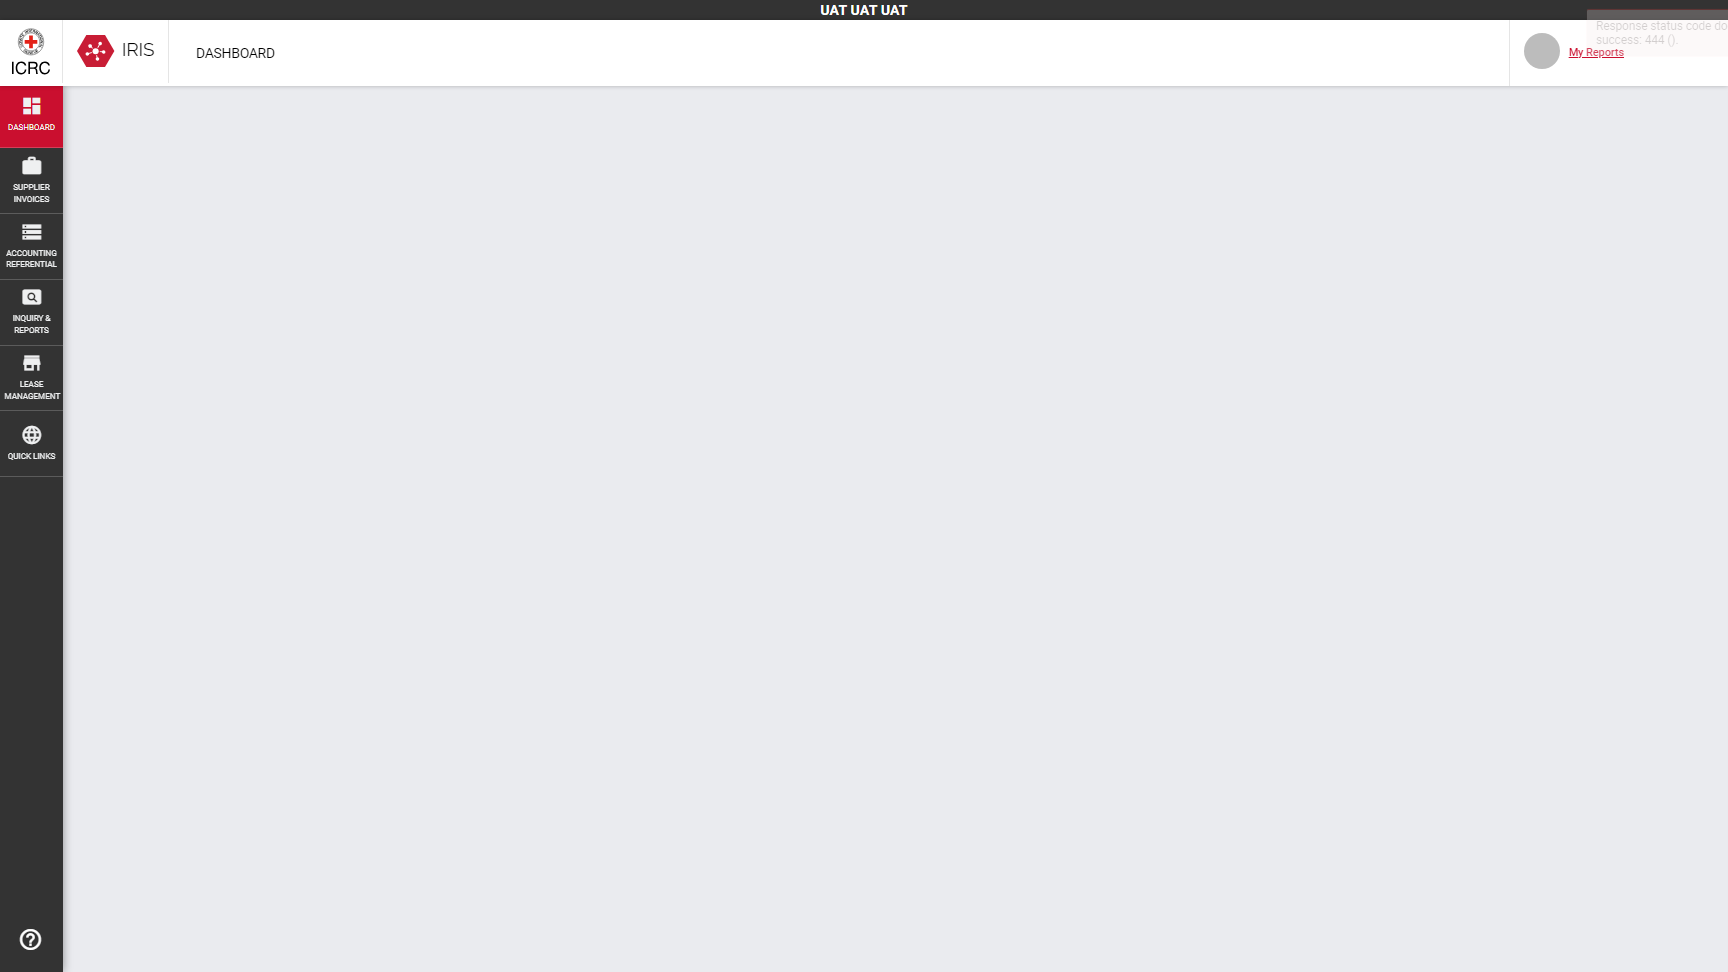 UAT UAT UAT
ICRC
IRIS
DASHBOARD
Response status code do
success: 444 ().
My Reports
DASHBOARD
SUPPLIER
INVOICES
ACCOUNTING
REFERENTIAL
INQUIRY &
REPORTS
LEASE
MANAGEMENT
QUICK LINKS